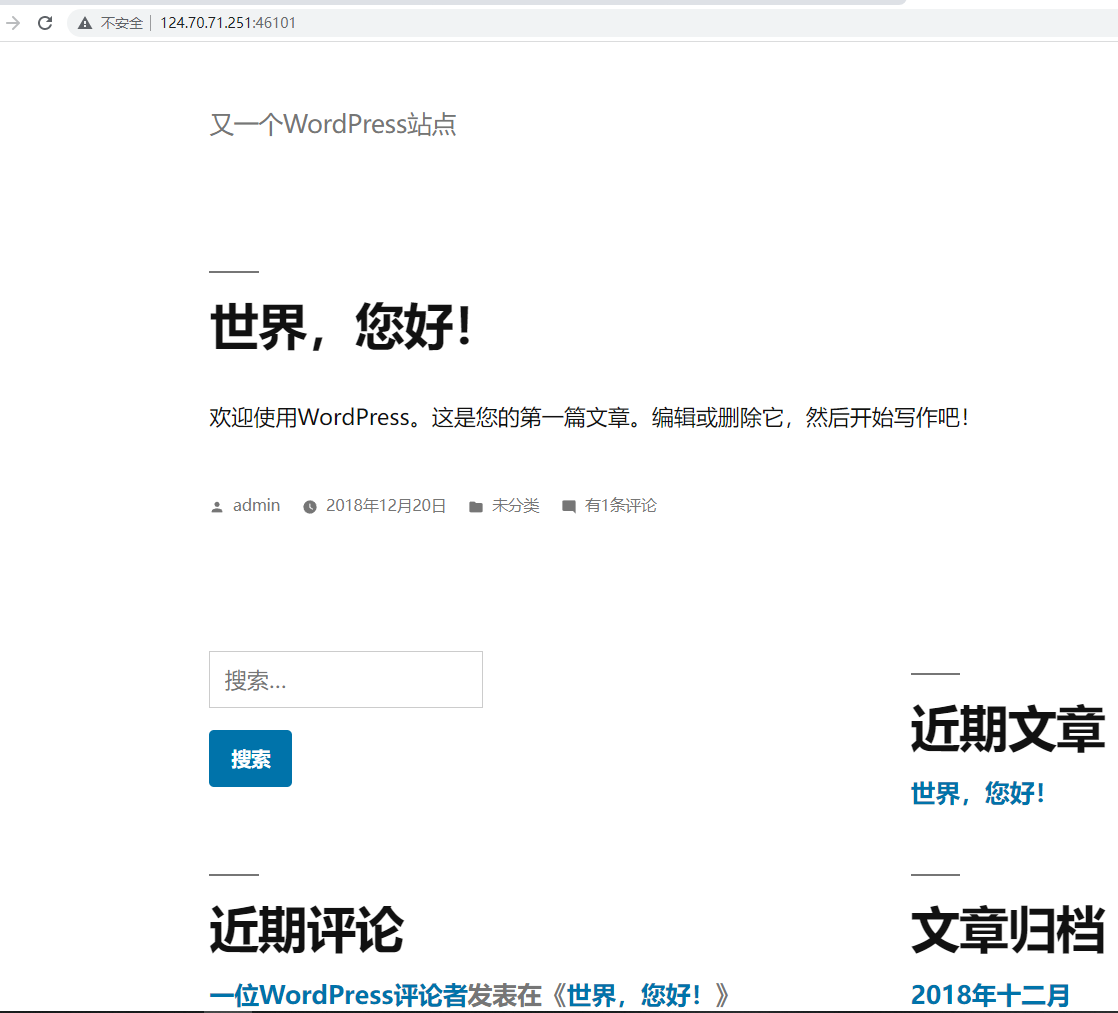 不安全 124.70.71.251:46101
又一个WordPress站点
世界，您好！
欢迎使用WordPress。这是您的第一篇文章。编辑或删除它，然后开始写作吧！
admin 2018年12月20日 未分类 有1条评论
搜索…
搜索
近期文章
世界，您好！
近期评论
一位WordPress评论者发表在《世界，您好！》
文章归档
2018年十二月